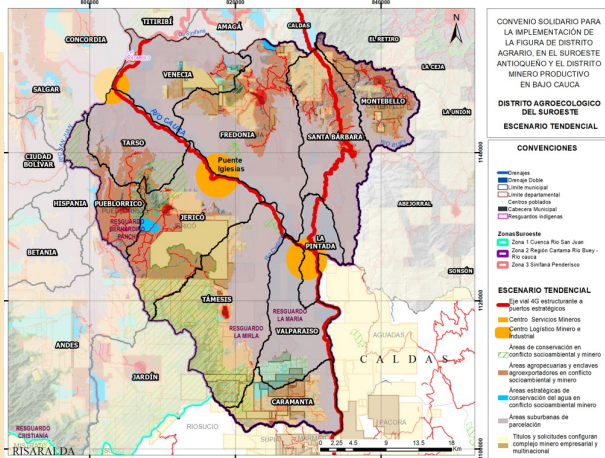 800000
820000
840000
TITIRIBÍ
CALDAS
CONCORDIA
AMAGÁ
EL RETIRO
LA CEJA
VENECIA
SALGAR
MONTEBELLO
LA UNIÓN
RÍO CAUCA
FREDONIA
SANTA BÁRBARA
TARSO
CIUDAD
BOLÍVAR
Puente
Iglesias
HISPANIA
PUEBLORRICO
ABEJORRAL
JERICÓ
RESGUARDO
BERNARDINO
PANCHÍ
BETANIA
LA
PINTADA
SONSÓN
TÁMESIS
RESGUARDO
LA MARÍA
RESGUARDO
LA MIRLA
VALPARAISO
AGUADAS
ANDES
CALDAS
JARDÍN
CARAMANTA
PÁCORA
RESGUARDO
CRISTIANÍA
RIOSUCIO
RISARALDA
0 2.25 4.5 9 13.5 18
Km
N
CONVENIO SOLIDARIO PARA
LA IMPLEMENTACIÓN DE
LA FIGURA DE DISTRITO
AGRARIO, EN EL SUROESTE
ANTIOQUEÑO Y EL DISTRITO
MINERO PRODUCTIVO
EN BAJO CAUCA
DISTRITO AGROECOLOGICO
DEL SUROESTE
ESCENARIO TENDENCIAL
CONVENCIONES
Drenajes
Drenaje Doble
Límite municipal
Límite departamental
Centros poblados
Cabecera Municipal
Resguardos indígenas
ZonasSuroeste
Zona 1 Cuenca Río San Juan
Zona 2 Región Cartama Río Buey -
Río cauca
Zona 3 Sinifaná Penderisco
ESCENARIO TENDENCIAL
Eje vial 4G estructurante a
puertos estratégicos
Centro Servicios Mineros
Centro Logístico Minero e
Industrial
Áreas de conservación en
conflicto socioambiental y minero
Áreas agropecuarias y enclaves
agroexportadores en conflicto
socioambiental y minero
Áreas estratégicas de
conservación del agua en
conflicto socioambiental minero
Áreas suburbanas de
parcelación
Titulos y solicitudes configuran
complejo minero empresarial y
multinacional